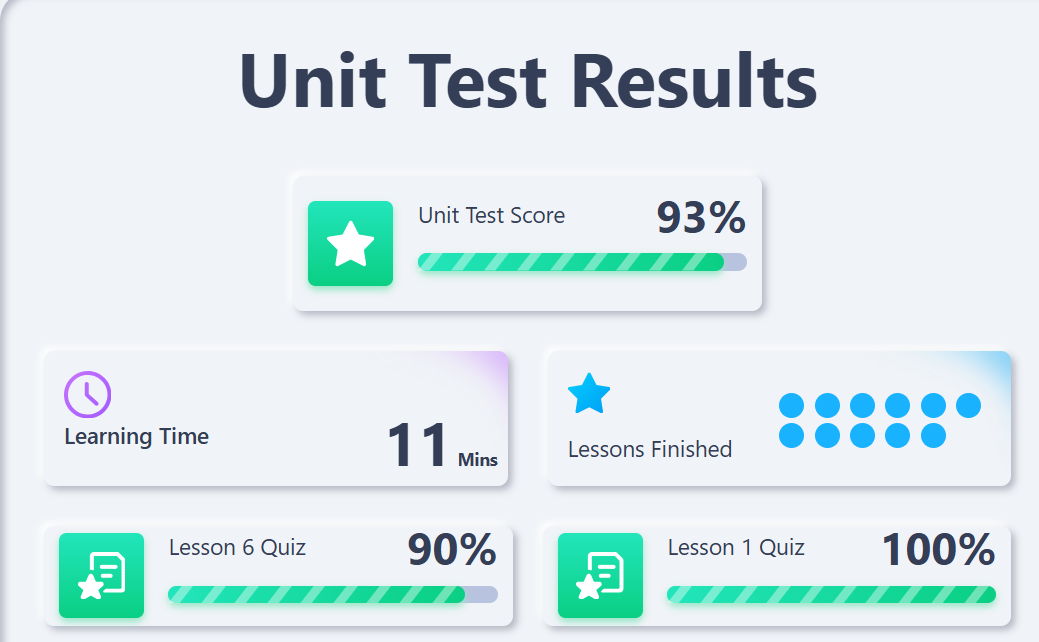 Unit Test Results
Unit Test Score 93%
Learning Time
11 Mins
Lessons Finished
Lesson 6 Quiz 90%
Lesson 1 Quiz 100%